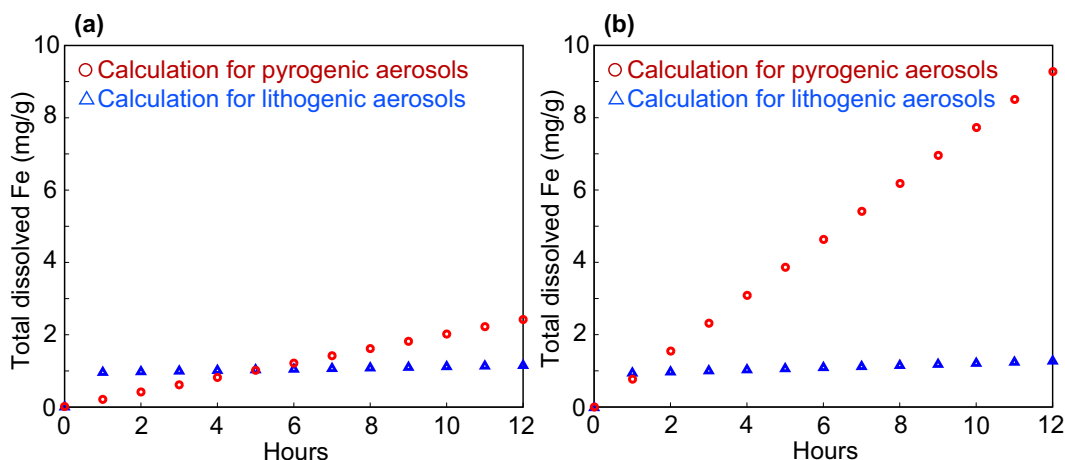 (a)
Total dissolved Fe (mg/g)
10
8
6
4
2
0
Calculation for pyrogenic aerosols
Calculation for lithogenic aerosols
0 2 4 6 8 10 12
Hours
(b)
Total dissolved Fe (mg/g)
10
8
6
4
2
0
Calculation for pyrogenic aerosols
Calculation for lithogenic aerosols
0 2 4 6 8 10 12
Hours